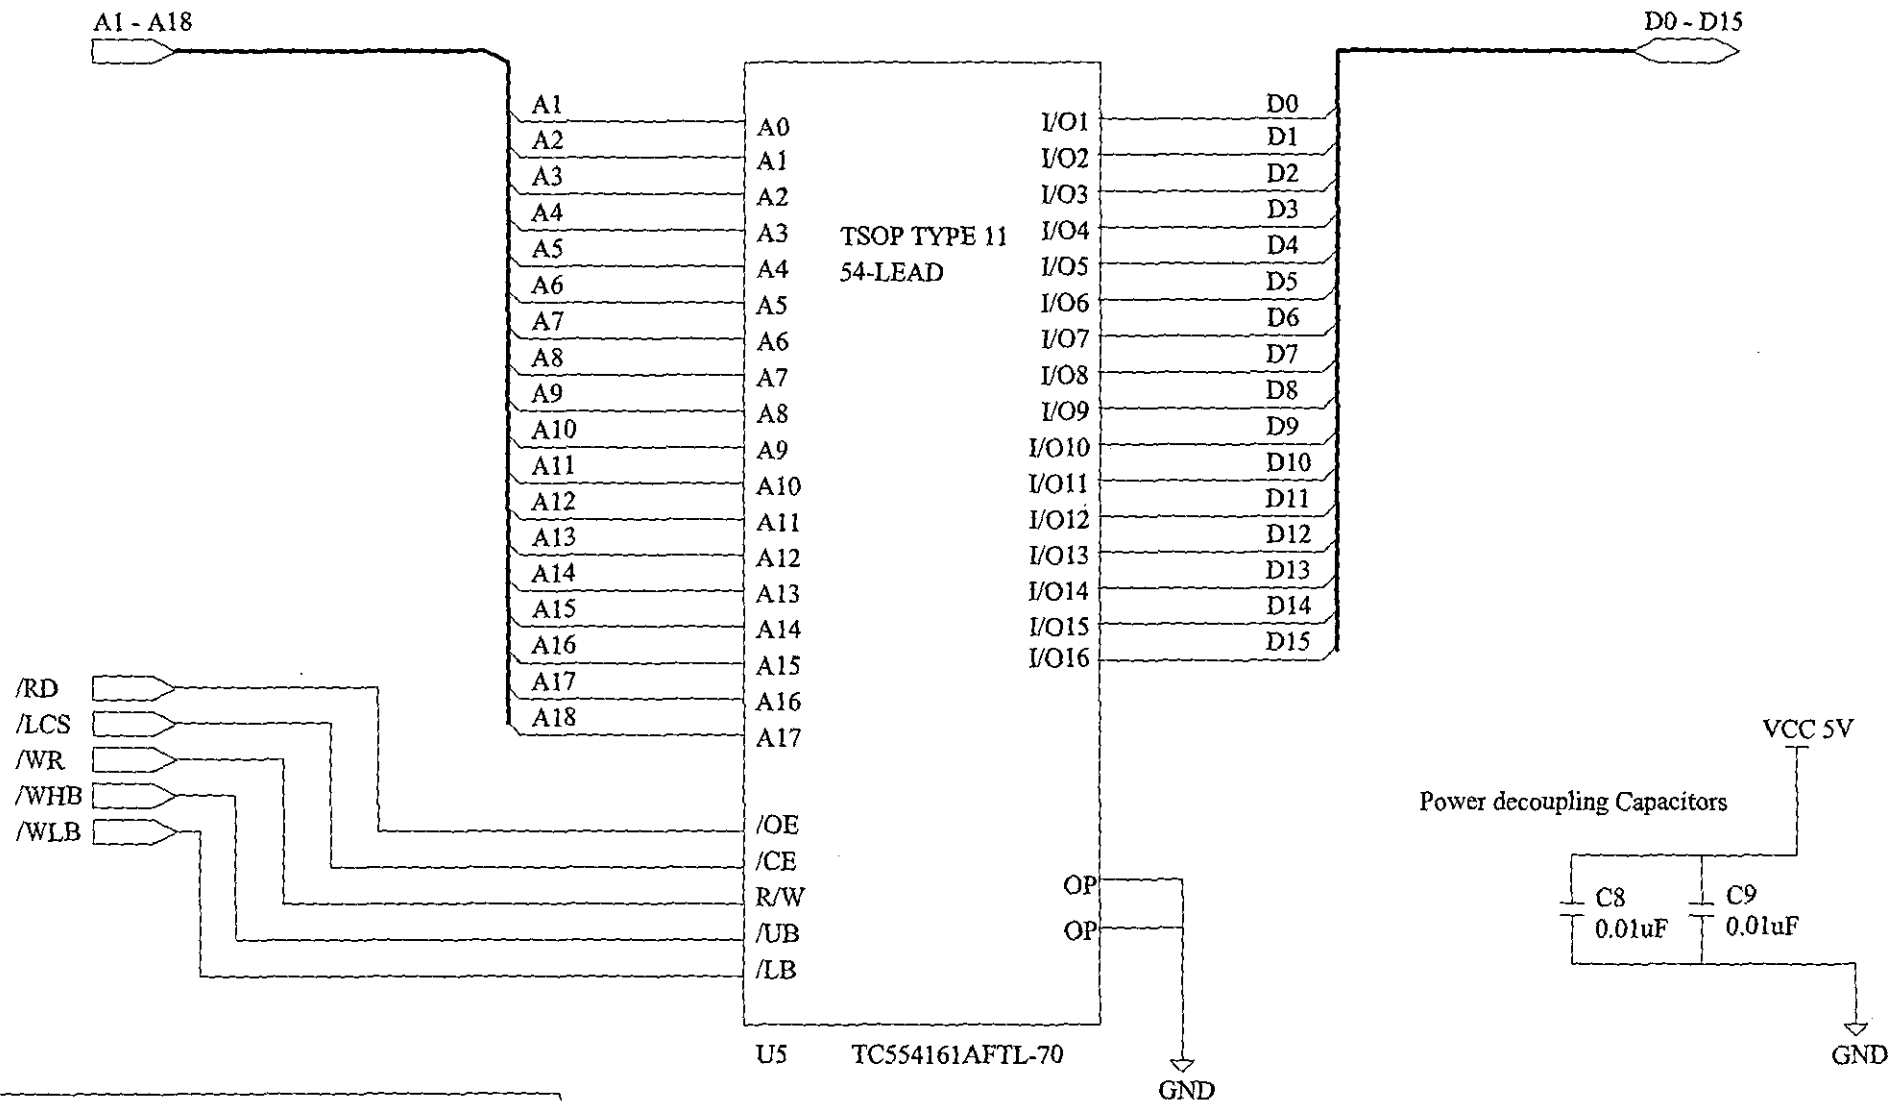 A1 - A18
D0 - D15
A1
A2
A3
A4
A5
A6
A7
A8
A9
A10
A11
A12
A13
A14
A15
A16
A17
A18
A0
A1
A2
A3
A4
A5
A6
A7
A8
A9
A10
A11
A12
A13
A14
A15
A16
A17
TSOP TYPE 11
54-LEAD
I/O1
I/O2
I/O3
I/O4
I/O5
I/O6
I/O7
I/O8
I/O9
I/O10
I/O11
I/O12
I/O13
I/O14
I/O15
I/O16
D0
D1
D2
D3
D4
D5
D6
D7
D8
D9
D10
D11
D12
D13
D14
D15
/RD
/LCS
/WR
/WHB
/WLB
/OE
/CE
R/W
/UB
/LB
OP
OP
U5 TC554161AFTL-70
GND
VCC 5V
Power decoupling Capacitors
C8
0.01uF
C9
0.01uF
GND